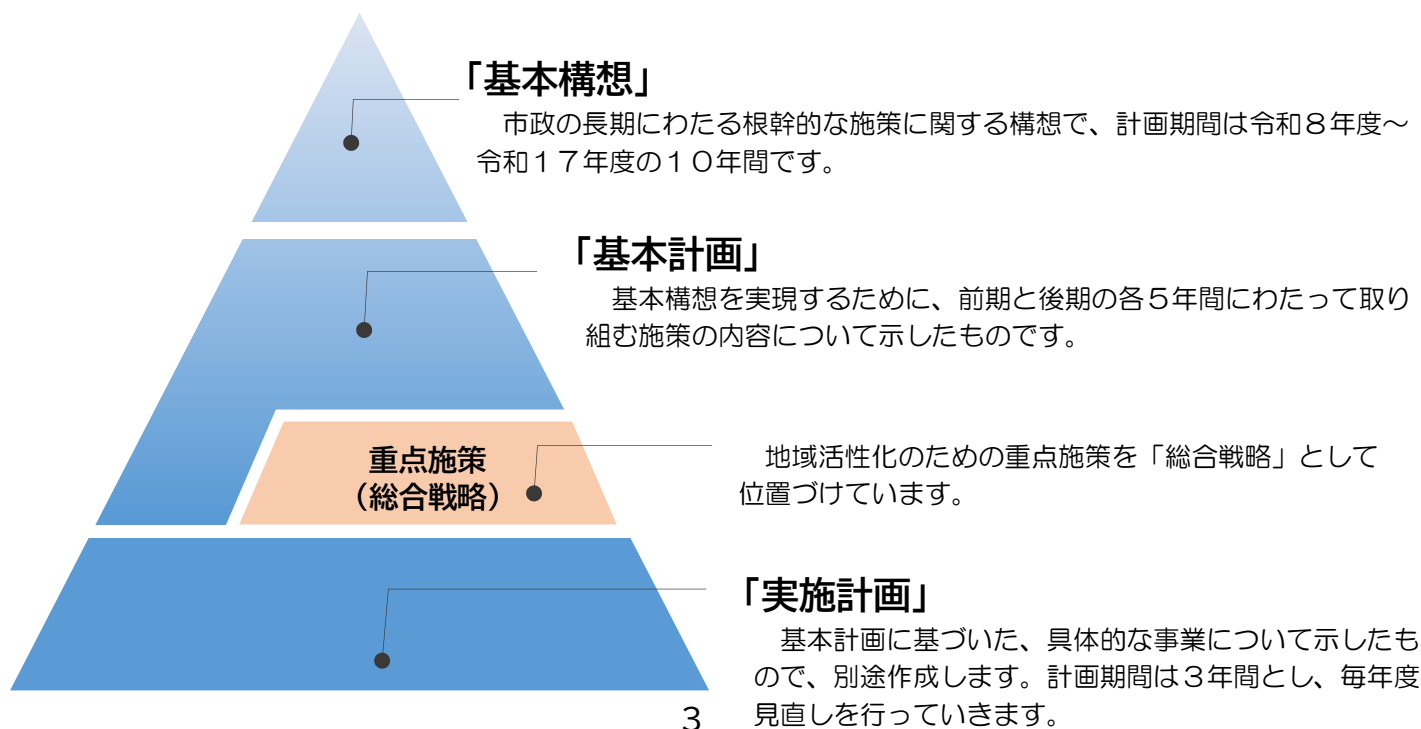 「基本構想」
市政の長期にわたる根幹的な施策に関する構想で、計画期間は令和８年度～
令和１７年度の１０年間です。
「基本計画」
基本構想を実現するために、前期と後期の各５年間にわたって取り
組む施策の内容について示したものです。
重点施策
（総合戦略）
地域活性化のための重点施策を「総合戦略」として
位置づけています。
「実施計画」
基本計画に基づいた、具体的な事業について示したも
ので、別途作成します。計画期間は３年間とし、毎年度
見直しを行っていきます。
3